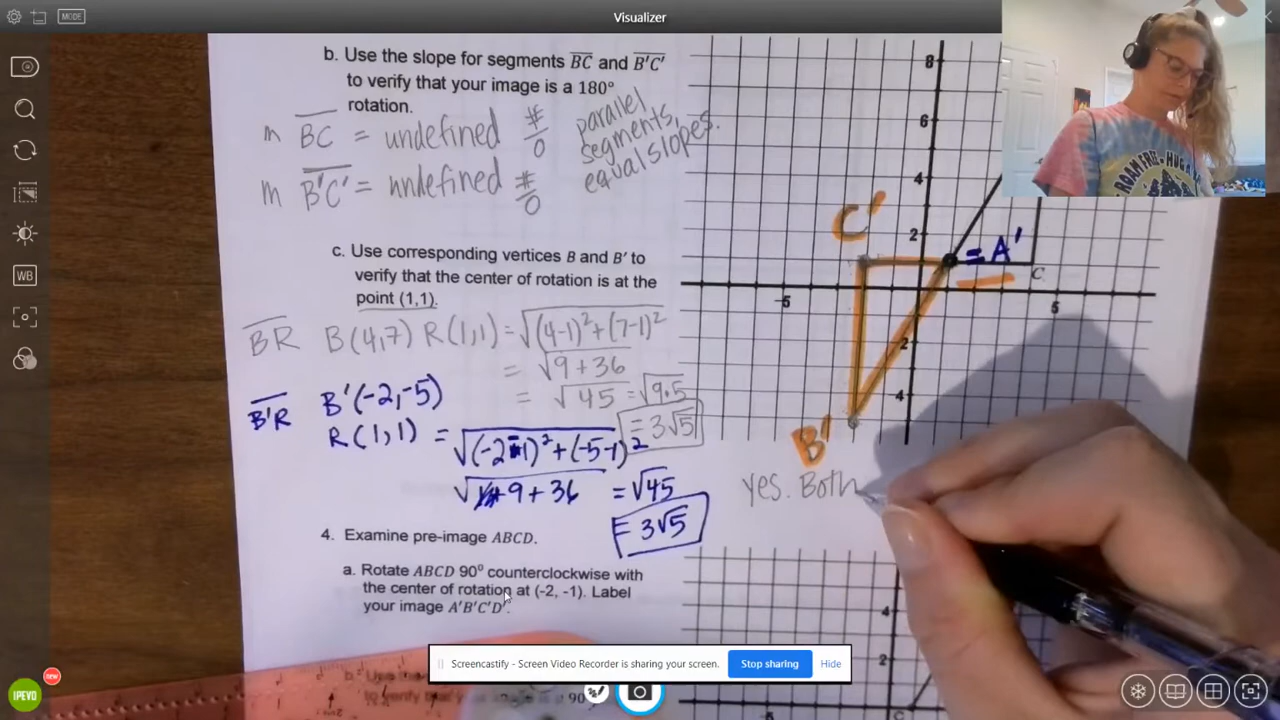 MODE
Visualizer
b. Use the slope for segments BC and B'C'
to verify that your image is a 180°
rotation.
m BC = undefined #/0
m B'C' = undefined #/0
parallel
segments,
equal slopes.
c. Use corresponding vertices B and B' to
verify that the center of rotation is at the
point (1,1).
BR B(4,7) R(1,1) = √(4-1)²+(7-1)²
= √9+36
= √45 = √9·5
= 3√5
B'R B'(-2,-5)
R(1,1) = √(-2-1)²+(-5-1)²
√9+36 = √45
= 3√5
4. Examine pre-image ABCD.
a. Rotate ABCD 90° counterclockwise with
the center of rotation at (-2, -1). Label
your image A'B'C'D'.
8
6
4
2
C'
= A'
C
-5
5
2
4
B'
yes. Both
4
2
ROAM FREE
WB
Screencastify - Screen Video Recorder is sharing your screen.
Stop sharing
Hide
new
IPEVO